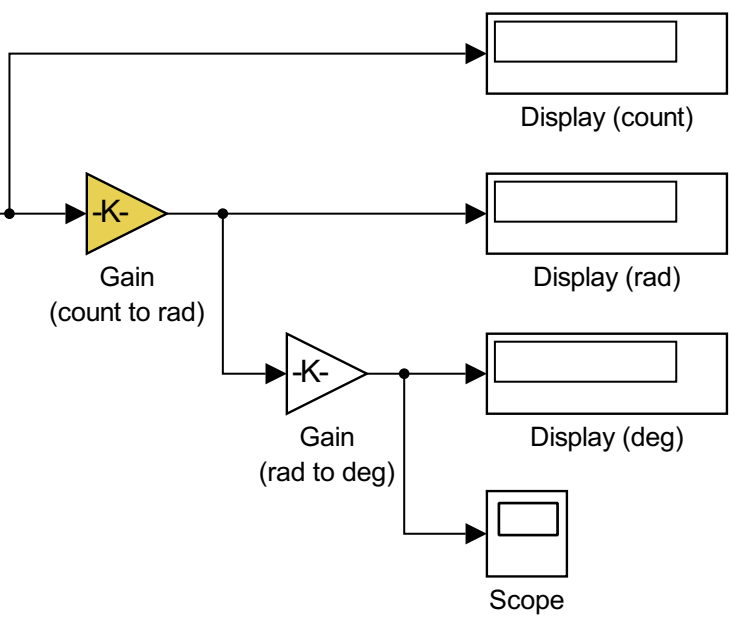 Display (count)
-K-
Gain
(count to rad)
Display (rad)
-K-
Gain
(rad to deg)
Display (deg)
Scope